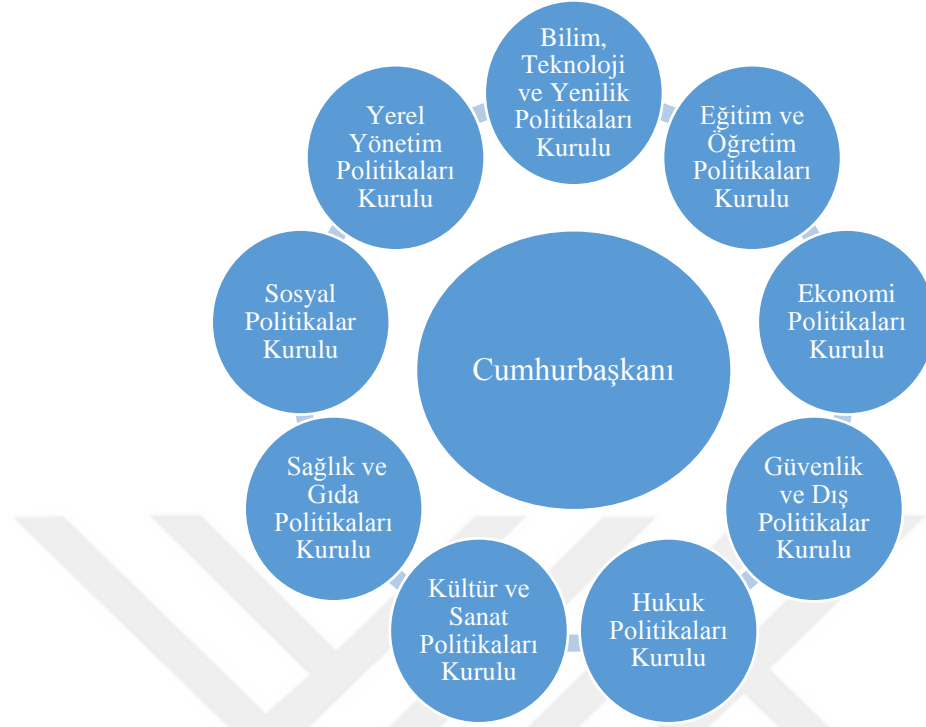 Bilim,
Teknoloji
ve Yenilik
Politikaları
Kurulu
Eğitim ve
Öğretim
Politikaları
Kurulu
Ekonomi
Politikaları
Kurulu
Güvenlik
ve Dış
Politikalar
Kurulu
Hukuk
Politikaları
Kurulu
Kültür ve
Sanat
Politikaları
Kurulu
Sağlık ve
Gıda
Politikaları
Kurulu
Sosyal
Politikalar
Kurulu
Yerel
Yönetim
Politikaları
Kurulu
Cumhurbaşkanı